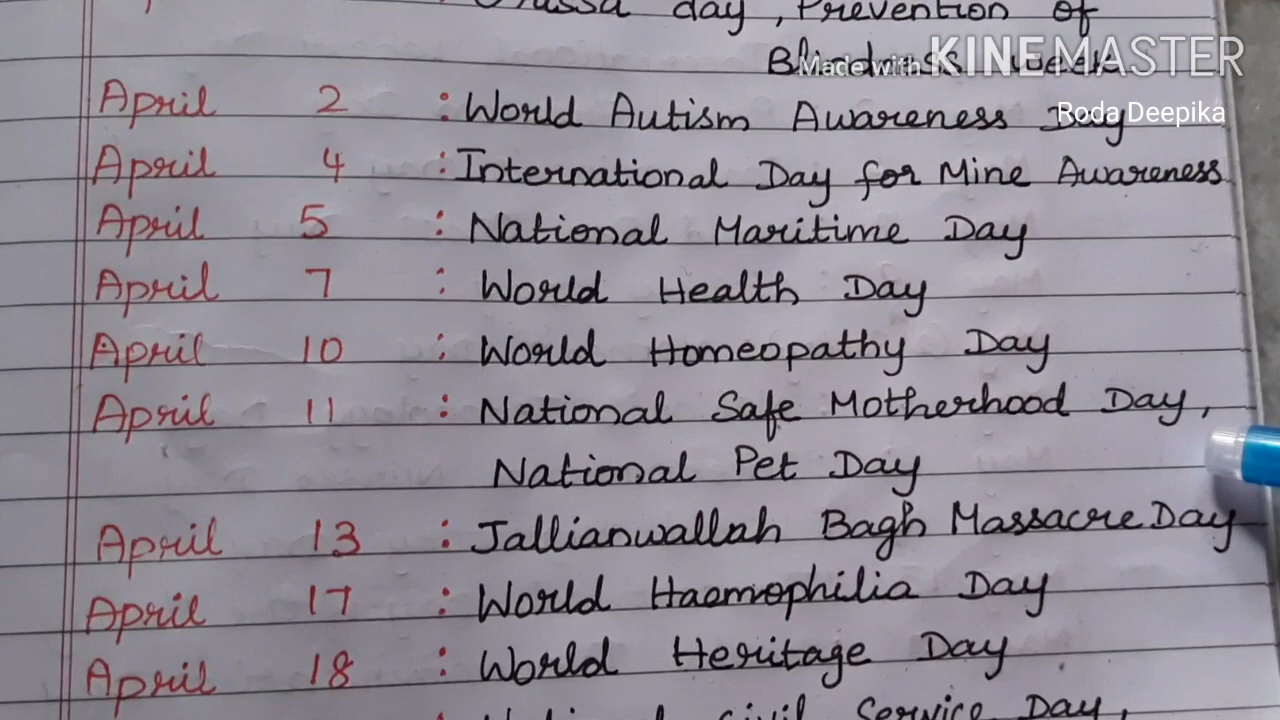 day, Prevention of
Blindness week
Made with KINEMASTER
April 2 : World Autism Awareness Day
Roda Deepika
April 4 : International Day for Mine Awareness
April 5 : National Maritime Day
April 7 : World Health Day
April 10 : World Homeopathy Day
April 11 : National Safe Motherhood Day,
National Pet Day
April 13 : Jallianwallah Bagh Massacre Day
April 17 : World Haemophilia Day
April 18 : World Heritage Day
Civil Service Day,